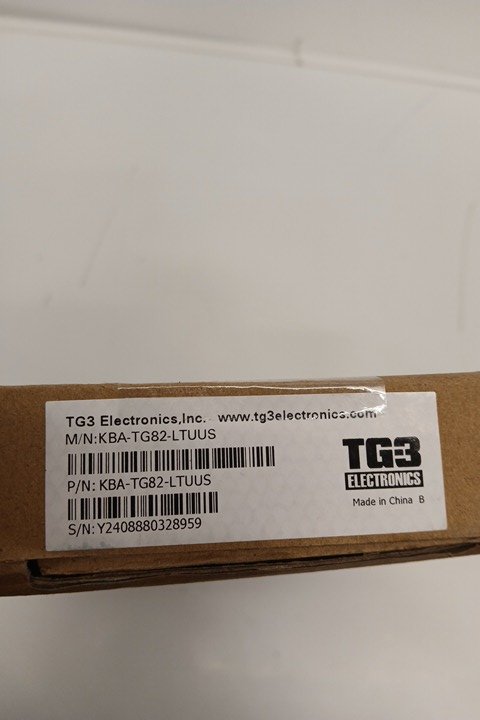 TG3 Electronics,Inc. www.tg3electronics.com
M/N:KBA-TG82-LTUUS
P/N:KBA-TG82-LTUUS
S/N:Y2408880328959
TG3
ELECTRONICS
Made in China B